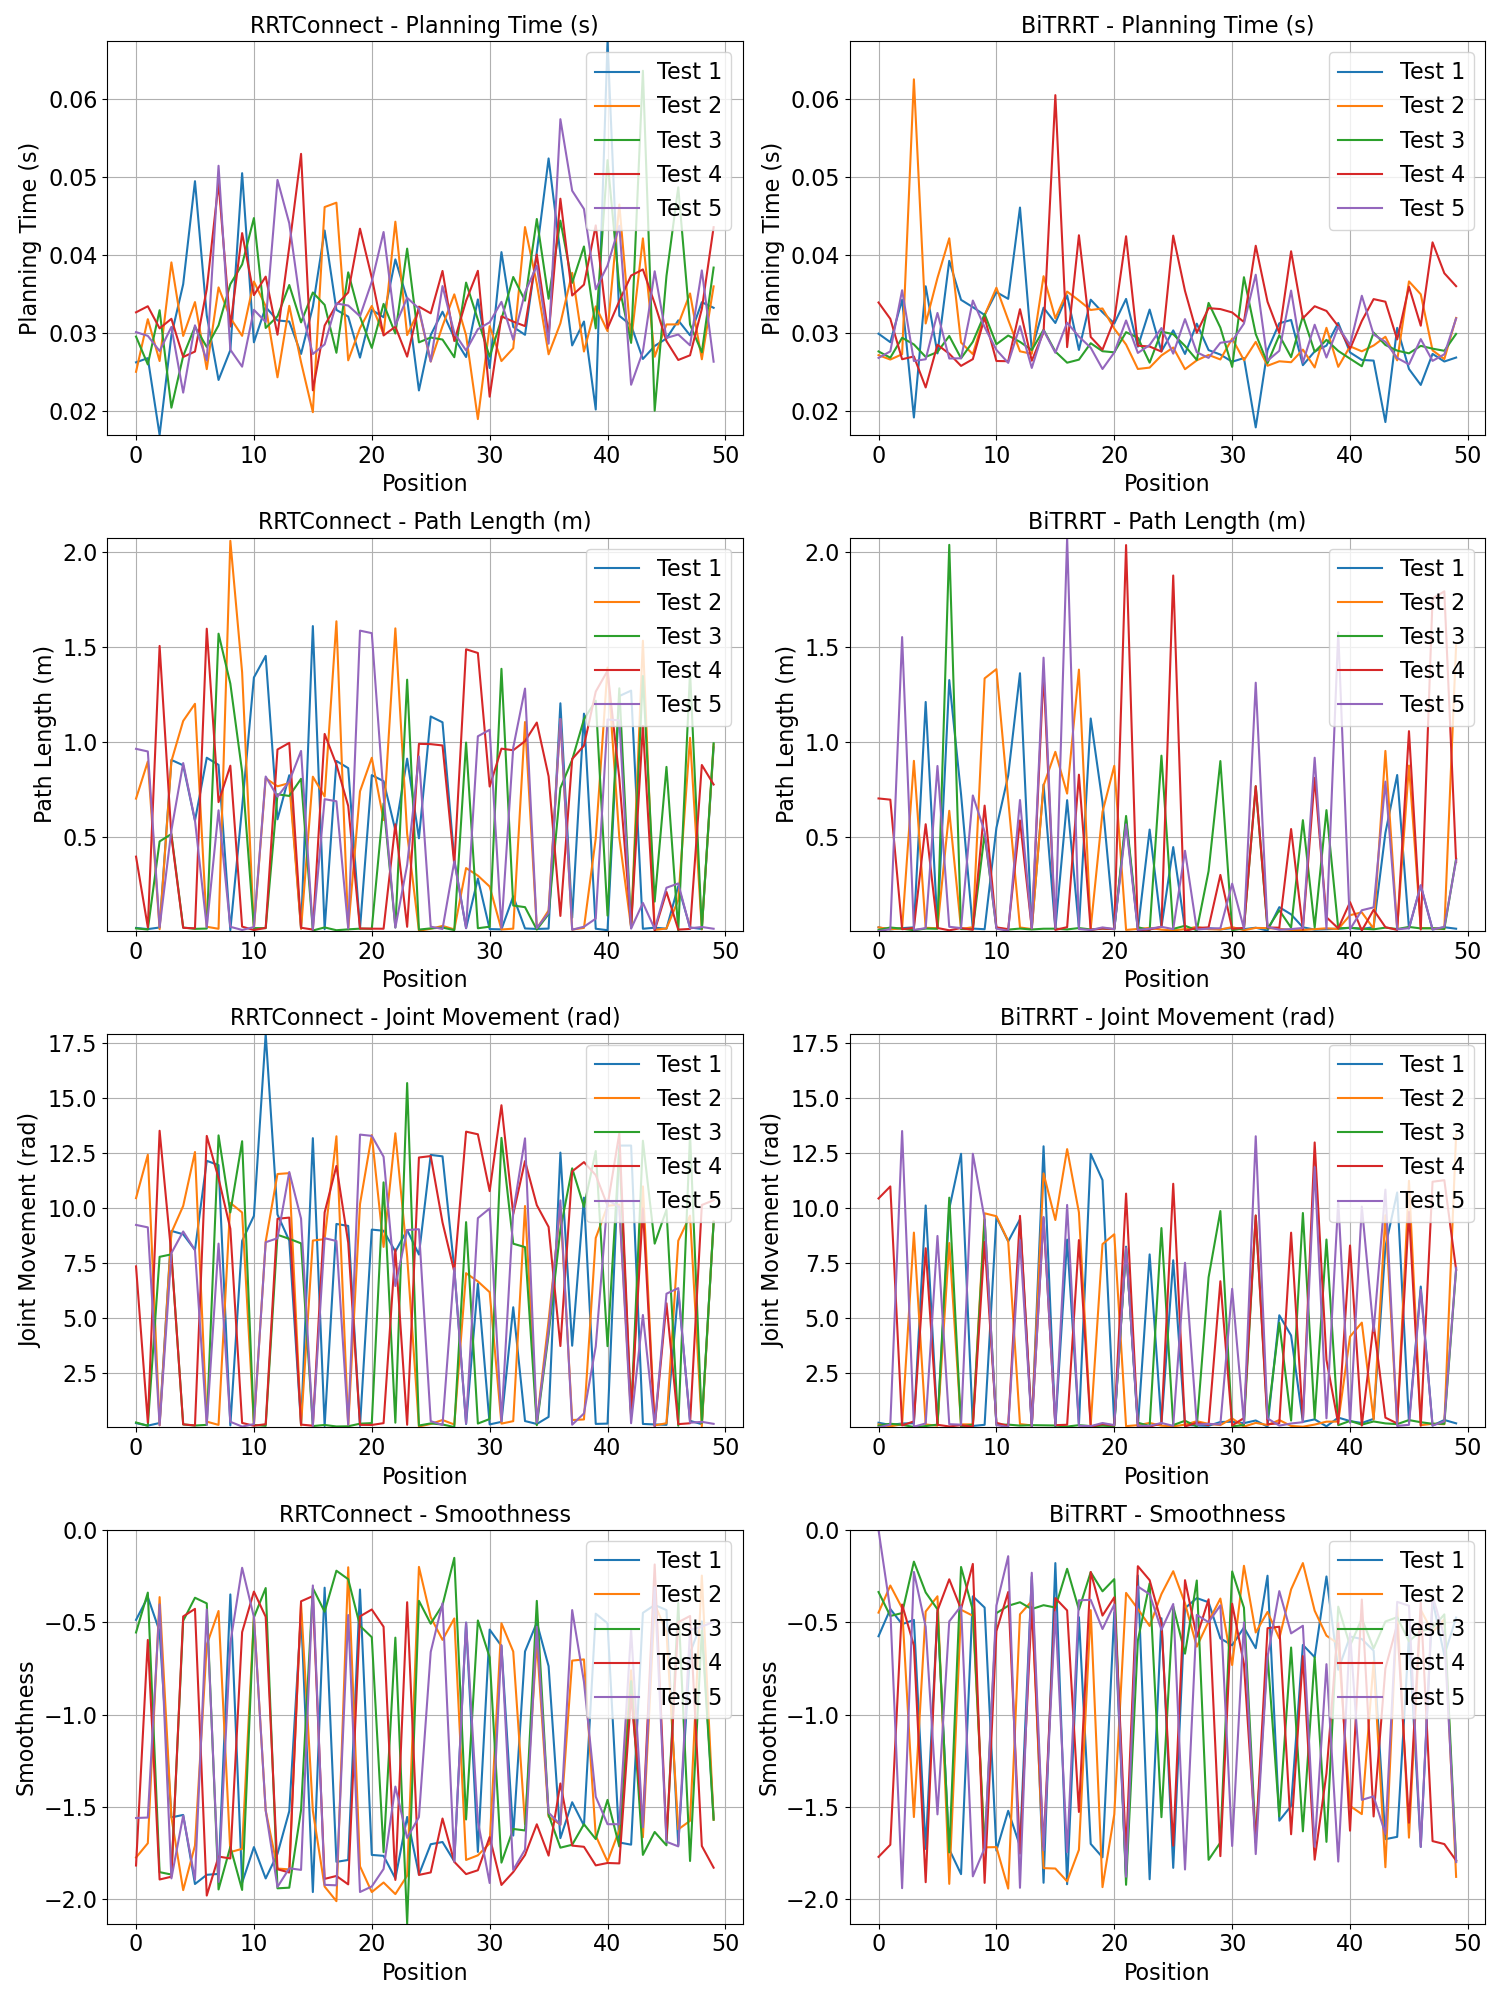 RRTConnect - Planning Time (s)
Planning Time (s)
0.06
0.05
0.04
0.03
0.02
0 10 20 30 40 50
Position
Test 1
Test 2
Test 3
Test 4
Test 5
BiTRRT - Planning Time (s)
Planning Time (s)
0.06
0.05
0.04
0.03
0.02
0 10 20 30 40 50
Position
Test 1
Test 2
Test 3
Test 4
Test 5
RRTConnect - Path Length (m)
Path Length (m)
2.0
1.5
1.0
0.5
0 10 20 30 40 50
Position
Test 1
Test 2
Test 3
Test 4
Test 5
BiTRRT - Path Length (m)
Path Length (m)
2.0
1.5
1.0
0.5
0 10 20 30 40 50
Position
Test 1
Test 2
Test 3
Test 4
Test 5
RRTConnect - Joint Movement (rad)
Joint Movement (rad)
17.5
15.0
12.5
10.0
7.5
5.0
2.5
0 10 20 30 40 50
Position
Test 1
Test 2
Test 3
Test 4
Test 5
BiTRRT - Joint Movement (rad)
Joint Movement (rad)
17.5
15.0
12.5
10.0
7.5
5.0
2.5
0 10 20 30 40 50
Position
Test 1
Test 2
Test 3
Test 4
Test 5
RRTConnect - Smoothness
Smoothness
0.0
−0.5
−1.0
−1.5
−2.0
0 10 20 30 40 50
Position
Test 1
Test 2
Test 3
Test 4
Test 5
BiTRRT - Smoothness
Smoothness
0.0
−0.5
−1.0
−1.5
−2.0
0 10 20 30 40 50
Position
Test 1
Test 2
Test 3
Test 4
Test 5